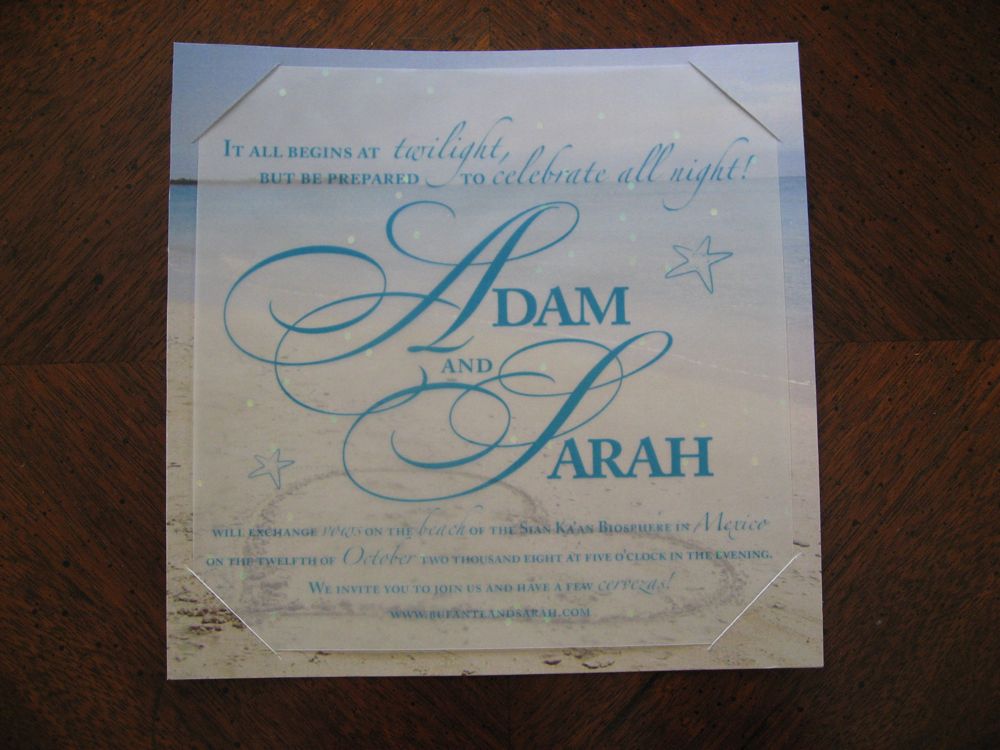 It all begins at twilight,
but be prepared to celebrate all night!
Adam
and
Sarah
will exchange vows on the beach of the Sian Ka'an Biosphere in Mexico
on the twelfth of October two thousand eight at five o'clock in the evening.
We invite you to join us and have a few cervezas!
www.bufanteandsarah.com